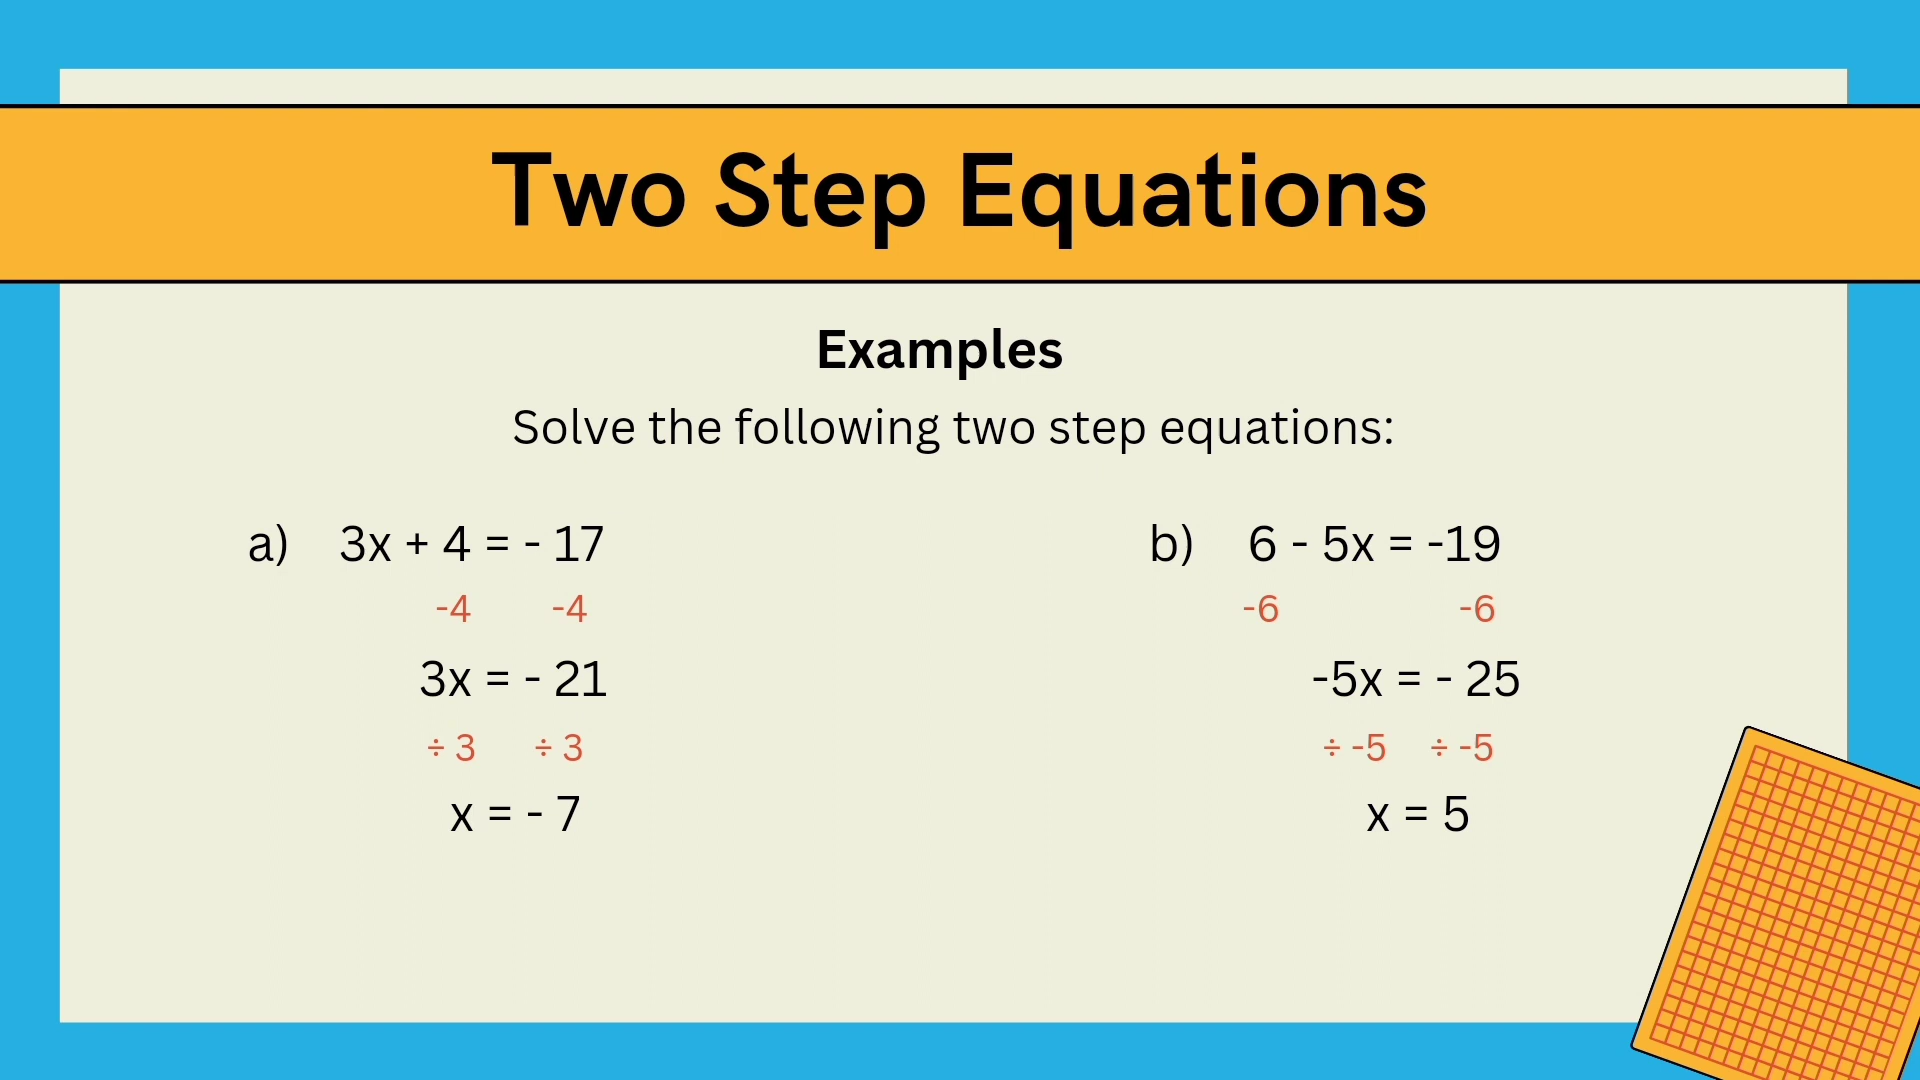 Two Step Equations
Examples
Solve the following two step equations:
a) 3x + 4 = - 17
-4 -4
3x = - 21
÷ 3 ÷ 3
x = - 7
b) 6 - 5x = -19
-6 -6
-5x = - 25
÷ -5 ÷ -5
x = 5